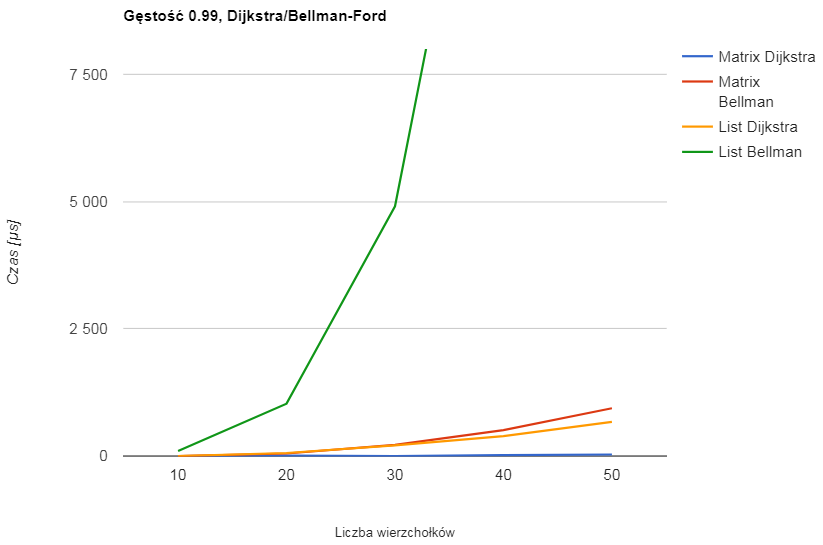 Gęstość 0.99, Dijkstra/Bellman-Ford
Matrix Dijkstra
Matrix
Bellman
List Dijkstra
List Bellman
Czas [μs]
7 500
5 000
2 500
0
10 20 30 40 50
Liczba wierzchołków